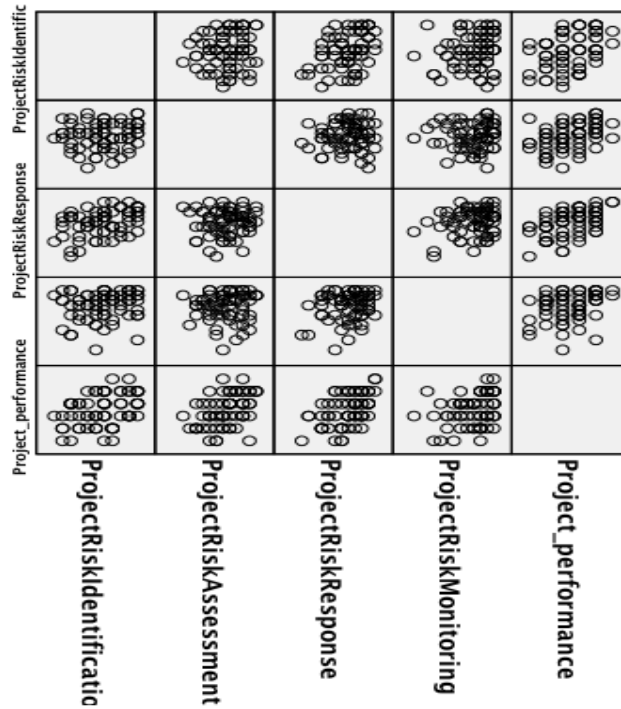 ProjectRiskIdentific
ProjectRiskResponse
Project_performance
ProjectRiskIdentificatio
ProjectRiskAssessment
ProjectRiskResponse
ProjectRiskMonitoring
Project_performance